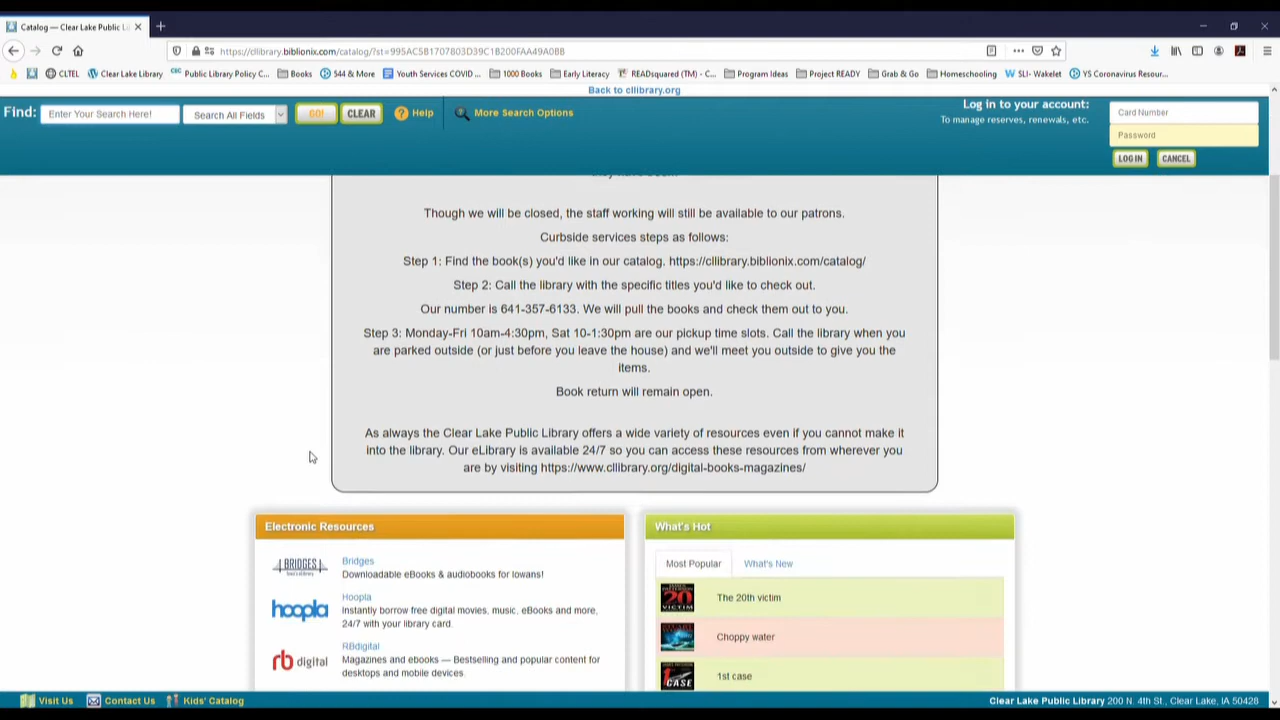 Catalog — Clear Lake Public Li
https://cllibrary.biblionix.com/catalog/?st=995AC5B1707803D39C1B200FAA49A0BB
CLTEL Clear Lake Library Public Library Policy C... Books 544 & More Youth Services COVID ... 1000 Books Early Literacy READsquared (TM) - C... Program Ideas Project READY Grab & Go Homeschooling SLI- Wakelet YS Coronavirus Resour...
Back to cllibrary.org
Find: Enter Your Search Here! Search All Fields GO! CLEAR Help More Search Options
Log in to your account:
To manage reserves, renewals, etc.
Card Number
Password
LOG IN CANCEL
Though we will be closed, the staff working will still be available to our patrons.
Curbside services steps as follows:
Step 1: Find the book(s) you'd like in our catalog. https://cllibrary.biblionix.com/catalog/
Step 2: Call the library with the specific titles you'd like to check out.
Our number is 641-357-6133. We will pull the books and check them out to you.
Step 3: Monday-Fri 10am-4:30pm, Sat 10-1:30pm are our pickup time slots. Call the library when you
are parked outside (or just before you leave the house) and we'll meet you outside to give you the
items.
Book return will remain open.
As always the Clear Lake Public Library offers a wide variety of resources even if you cannot make it
into the library. Our eLibrary is available 24/7 so you can access these resources from wherever you
are by visiting https://www.cllibrary.org/digital-books-magazines/
Electronic Resources
BRIDGES
Bridges
Downloadable eBooks & audiobooks for Iowans!
hoopla
Hoopla
Instantly borrow free digital movies, music, eBooks and more,
24/7 with your library card.
rb digital
RBdigital
Magazines and ebooks — Bestselling and popular content for
desktops and mobile devices.
What's Hot
Most Popular What's New
20
VICTIM
The 20th victim
Choppy water
CASE
1st case
Visit Us Contact Us Kids' Catalog
Clear Lake Public Library 200 N. 4th St., Clear Lake, IA 50428